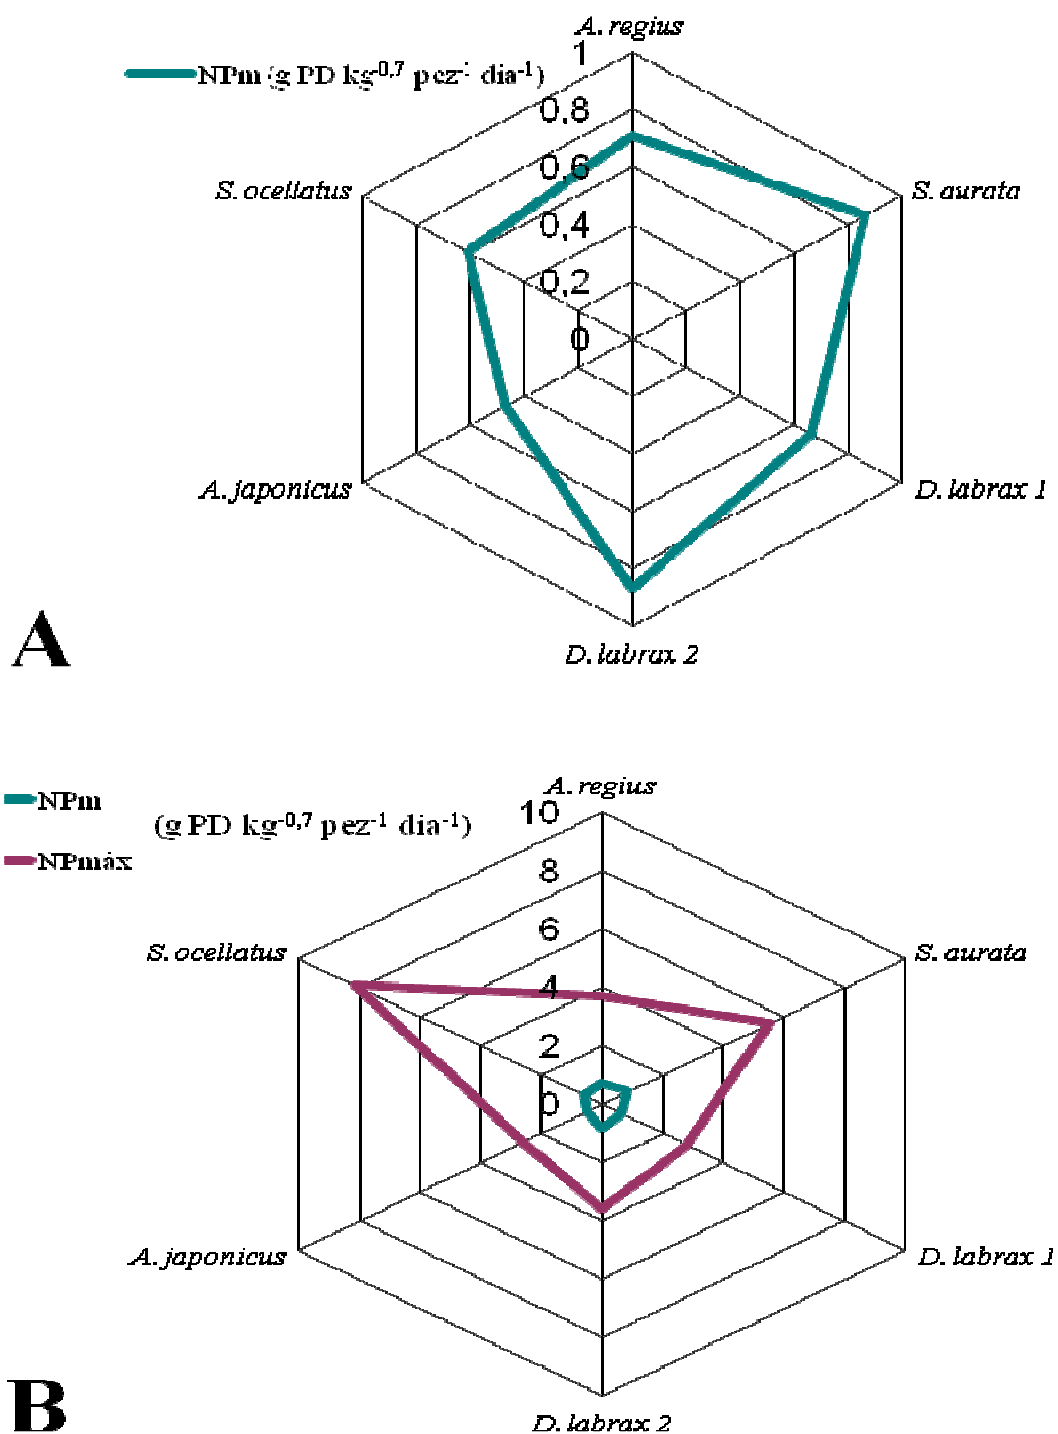 A. regius
1
NPm (g PD kg-0,7 pez-1 dia-1)
0,8
0,6
S. ocellatus
S. aurata
0,4
0,2
0
A. japonicus
D. labrax 1
A
D. labrax 2
A. regius
NPm
10
(g PD kg-0,7 pez-1 dia-1)
NPmáx
8
6
S. ocellatus
S. aurata
4
2
0
A. japonicus
D. labrax 1
B
D. labrax 2